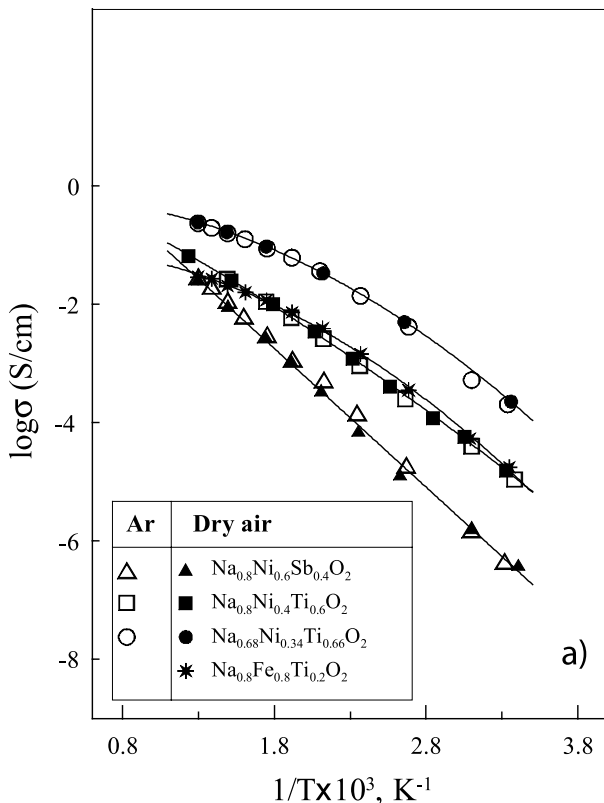 0
-2
-4
-6
-8
logσ (S/cm)
Ar Dry air
Na0.8Ni0.6Sb0.4O2
Na0.8Ni0.4Ti0.6O2
Na0.68Ni0.34Ti0.66O2
Na0.8Fe0.8Ti0.2O2
a)
0.8 1.8 2.8 3.8
1/Tx10³, K⁻¹